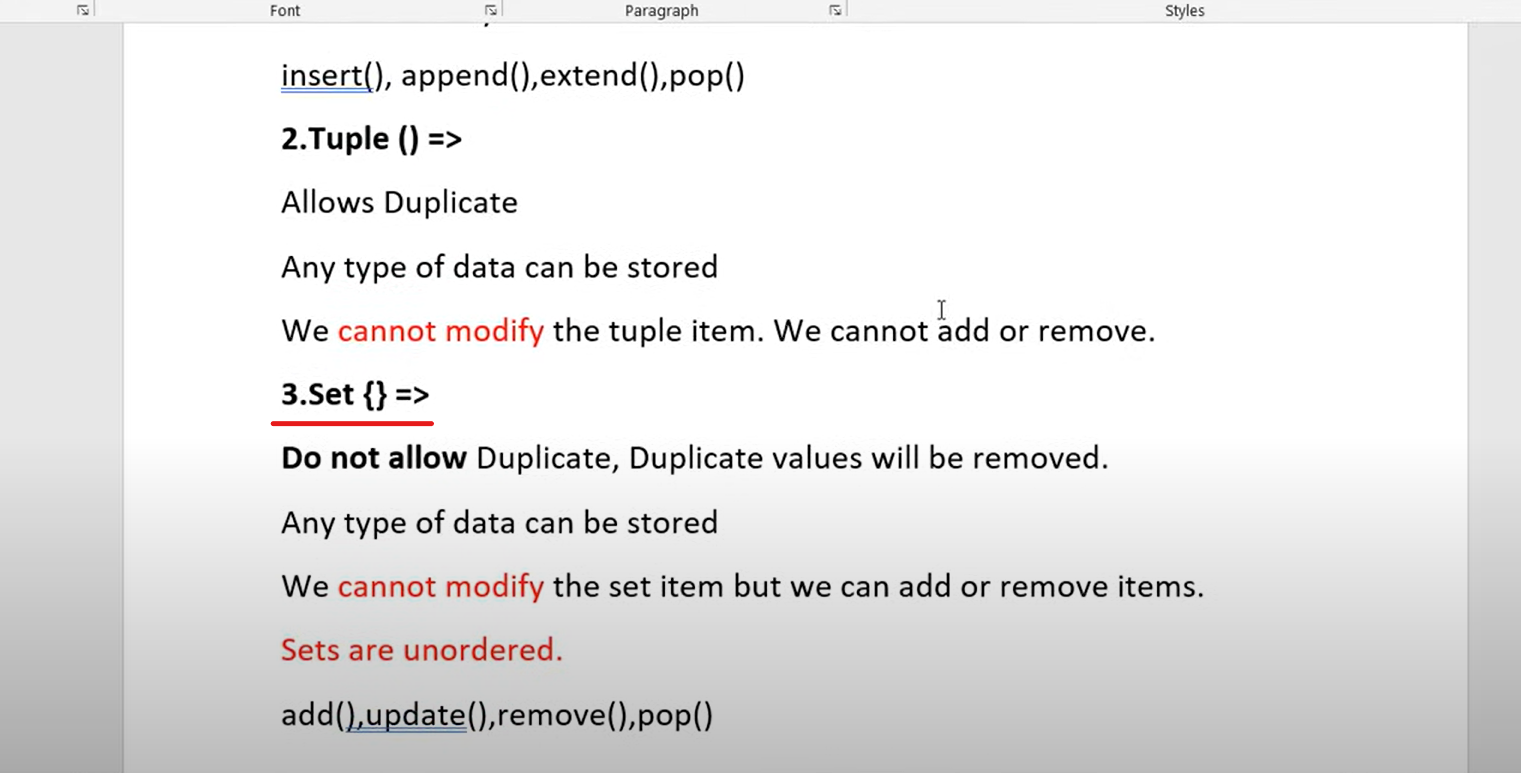 Font Paragraph Styles
insert(), append(),extend(),pop()
2.Tuple () =>
Allows Duplicate
Any type of data can be stored
We cannot modify the tuple item. We cannot add or remove.
3.Set {} =>
Do not allow Duplicate, Duplicate values will be removed.
Any type of data can be stored
We cannot modify the set item but we can add or remove items.
Sets are unordered.
add(),update(),remove(),pop()